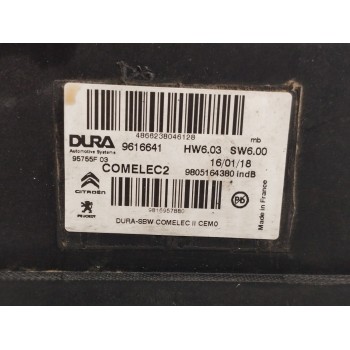 4866238046128
mb
DURA
Automotive Systems
9616641 HW6.03 SW6.00
95755F 03 16/01/18
COMELEC2 9805164380 indB
CITROËN
PEUGEOT
9816957880
DURA-SBW COMELEC II CEM0
Made in France